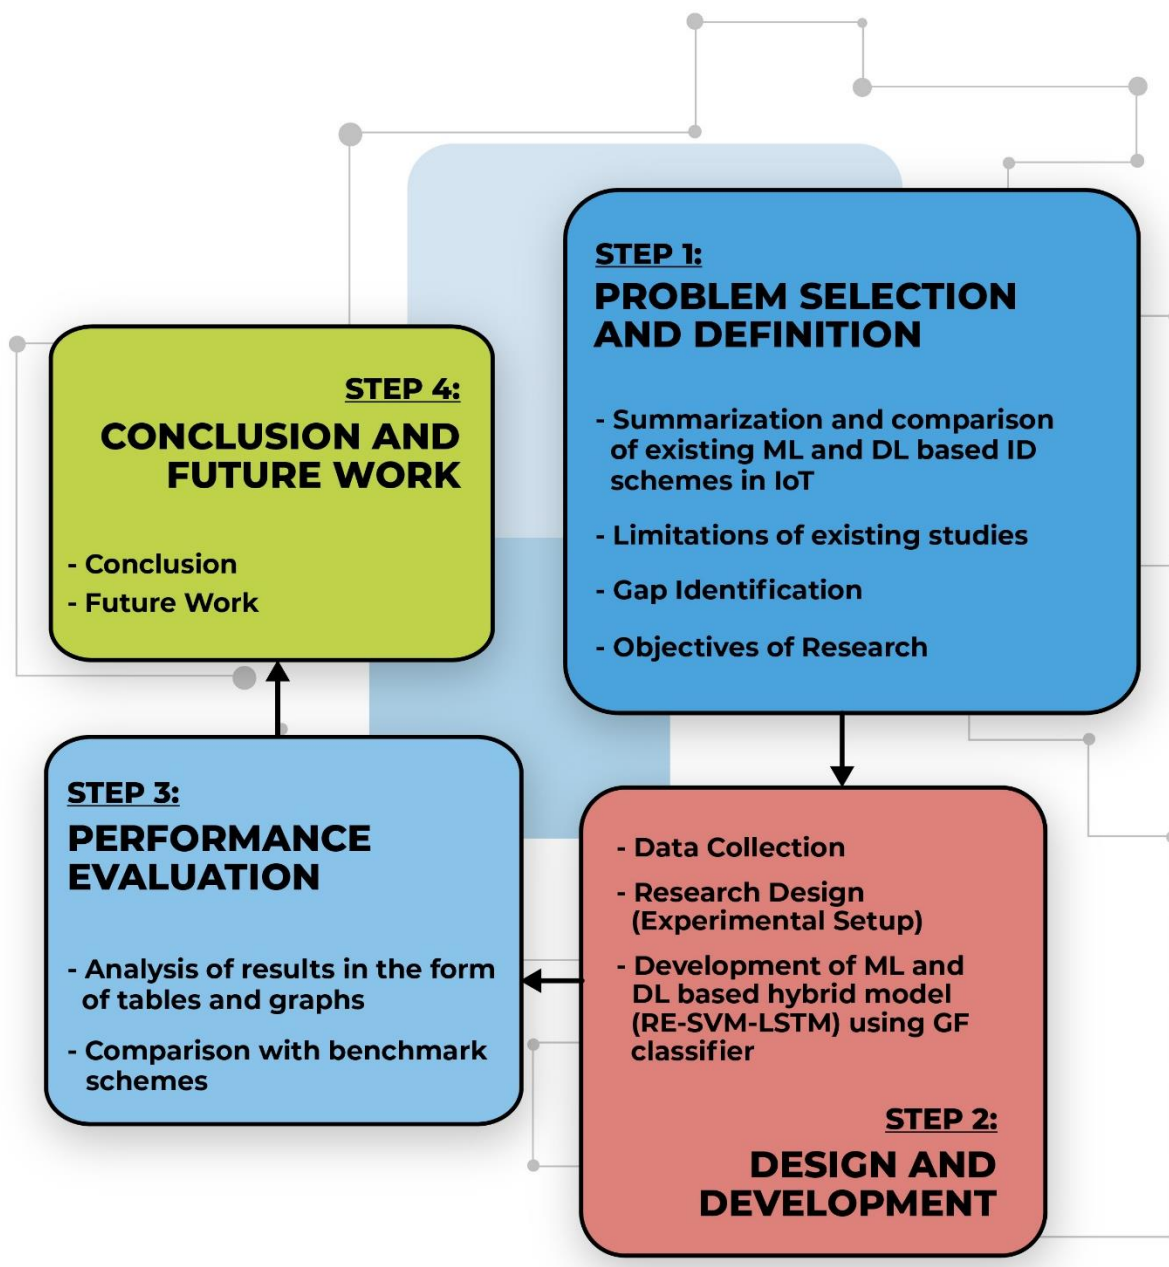 STEP 1:
PROBLEM SELECTION
AND DEFINITION
- Summarization and comparison
of existing ML and DL based ID
schemes in IoT
- Limitations of existing studies
- Gap Identification
- Objectives of Research
- Data Collection
- Research Design
(Experimental Setup)
- Development of ML and
DL based hybrid model
(RE-SVM-LSTM) using GF
classifier
STEP 2:
DESIGN AND
DEVELOPMENT
STEP 3:
PERFORMANCE
EVALUATION
- Analysis of results in the form
of tables and graphs
- Comparison with benchmark
schemes
STEP 4:
CONCLUSION AND
FUTURE WORK
- Conclusion
- Future Work